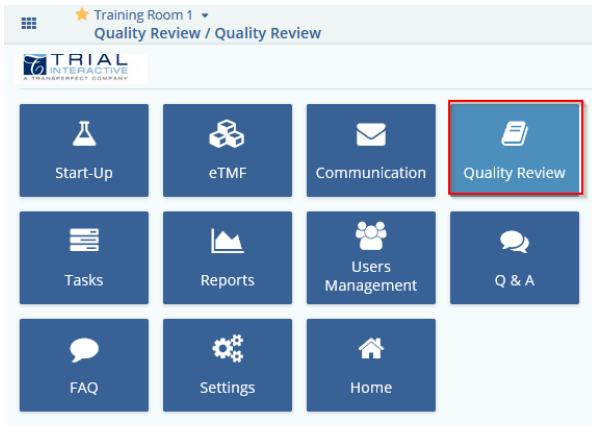 Training Room 1
Quality Review / Quality Review
TRIAL
INTERACTIVE
A TRANSPERFECT COMPANY
Start-Up
eTMF
Communication
Quality Review
Tasks
Reports
Users
Management
Q & A
FAQ
Settings
Home